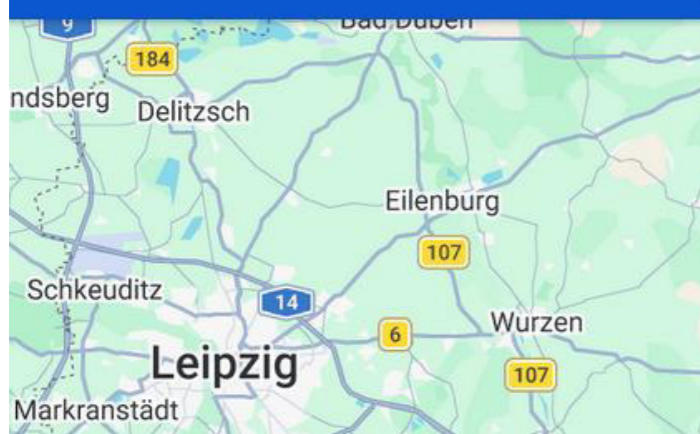 9
Bad Düben
184
ndsberg
Delitzsch
Eilenburg
107
Schkeuditz
14
6
Wurzen
Leipzig
107
Markranstädt